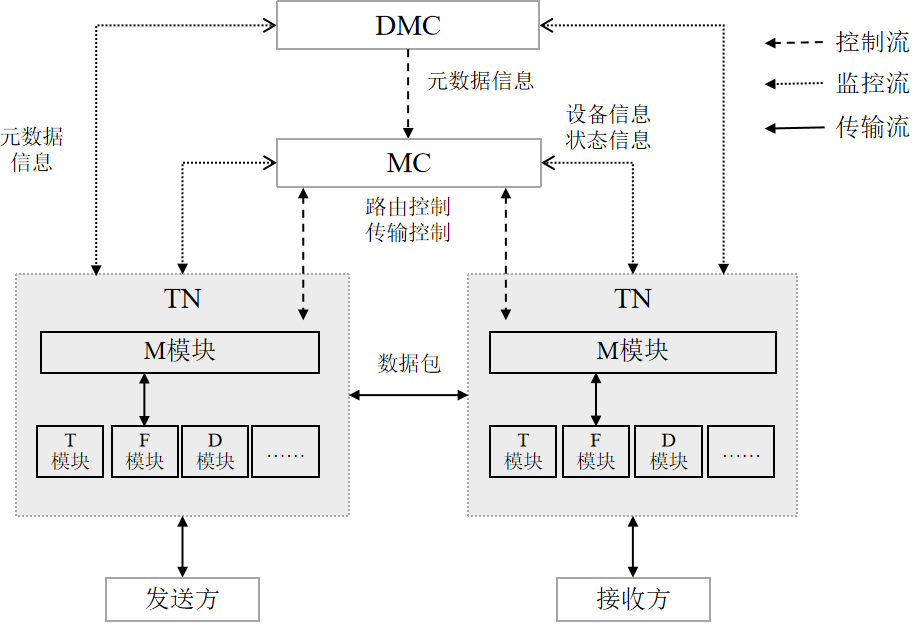 DMC
控制流
元数据信息
监控流
设备信息
状态信息
传输流
元数据
信息
MC
路由控制
传输控制
TN
TN
M模块
数据包
M模块
T
模块
F
模块
D
模块
……
T
模块
F
模块
D
模块
……
发送方
接收方